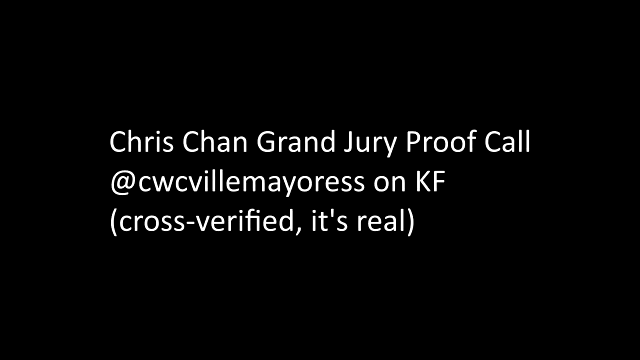 Chris Chan Grand Jury Proof Call
@cwcvillemayoress on KF
(cross-verified, it's real)